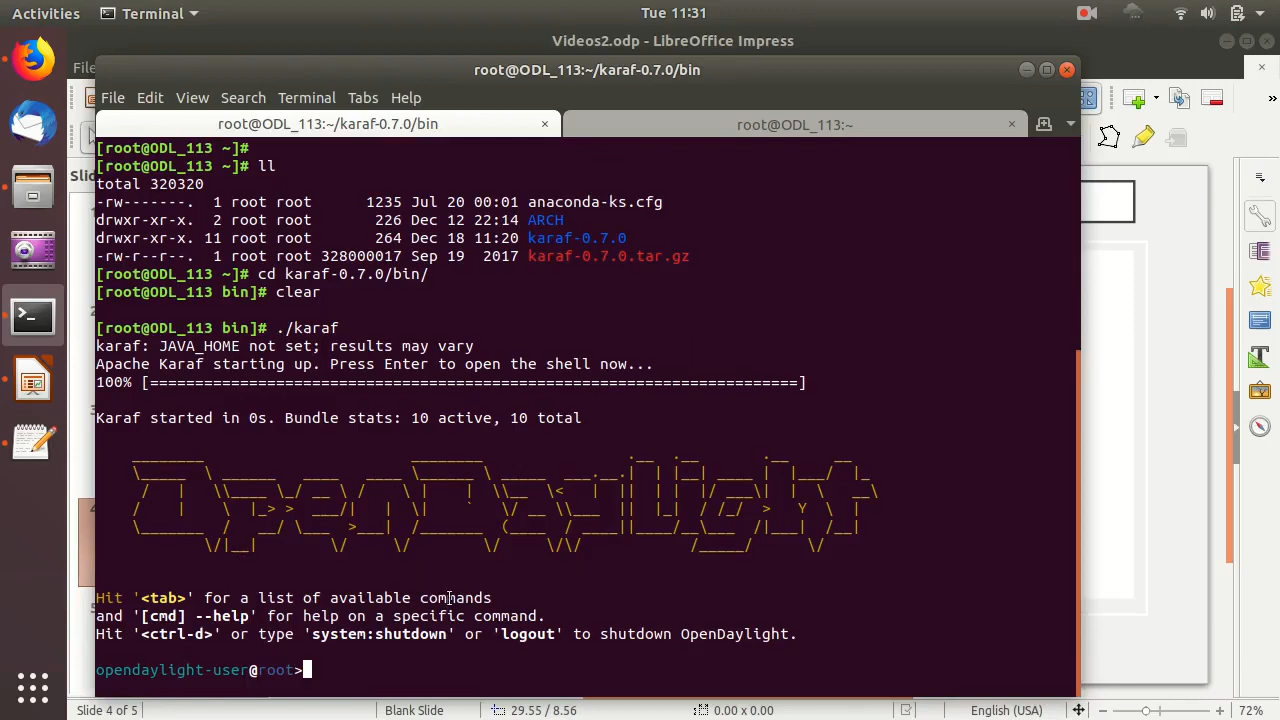 Activities Terminal Tue 11:31
Videos2.odp - LibreOffice Impress
File
root@ODL_113:~/karaf-0.7.0/bin
File Edit View Search Terminal Tabs Help
root@ODL_113:~/karaf-0.7.0/bin × root@ODL_113:~ ×
[root@ODL_113 ~]#
[root@ODL_113 ~]# ll
total 320320
-rw-------. 1 root root 1235 Jul 20 00:01 anaconda-ks.cfg
drwxr-xr-x. 2 root root 226 Dec 12 22:14 ARCH
drwxr-xr-x. 11 root root 264 Dec 18 11:20 karaf-0.7.0
-rw-r--r--. 1 root root 328000017 Sep 19 2017 karaf-0.7.0.tar.gz
[root@ODL_113 ~]# cd karaf-0.7.0/bin/
[root@ODL_113 bin]# clear
[root@ODL_113 bin]# ./karaf
karaf: JAVA_HOME not set; results may vary
Apache Karaf starting up. Press Enter to open the shell now...
100% [========================================================================]
Karaf started in 0s. Bundle stats: 10 active, 10 total
OpenDaylight
Hit '<tab>' for a list of available commands
and '[cmd] --help' for help on a specific command.
Hit '<ctrl-d>' or type 'system:shutdown' or 'logout' to shutdown OpenDaylight.
opendaylight-user@root>
Slide 4 of 5 Blank Slide 29.55 / 8.56 0.00 x 0.00 English (USA) 72%